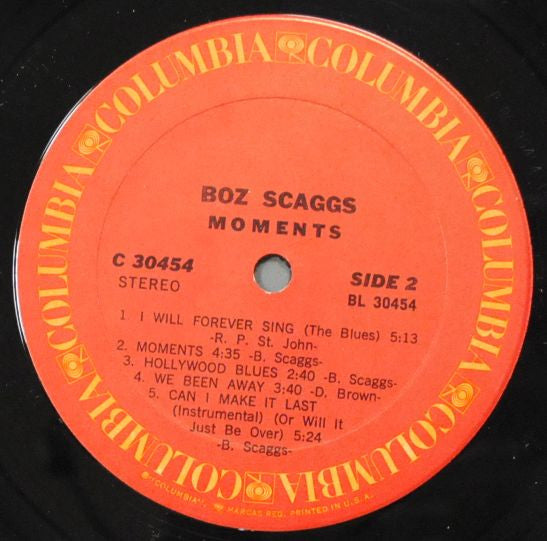 COLUMBIA COLUMBIA COLUMBIA COLUMBIA COLUMBIA COLUMBIA
BOZ SCAGGS
MOMENTS
C 30454
STEREO
SIDE 2
BL 30454
1. I WILL FOREVER SING (The Blues) 5:13
-R. P. St. John-
2. MOMENTS 4:35 -B. Scaggs-
3. HOLLYWOOD BLUES 2:40 -B. Scaggs-
4. WE BEEN AWAY 3:40 -D. Brown-
5. CAN I MAKE IT LAST
(Instrumental) (Or Will It
Just Be Over) 5:24
-B. Scaggs-
"COLUMBIA", MARCAS REG. PRINTED IN U.S.A.